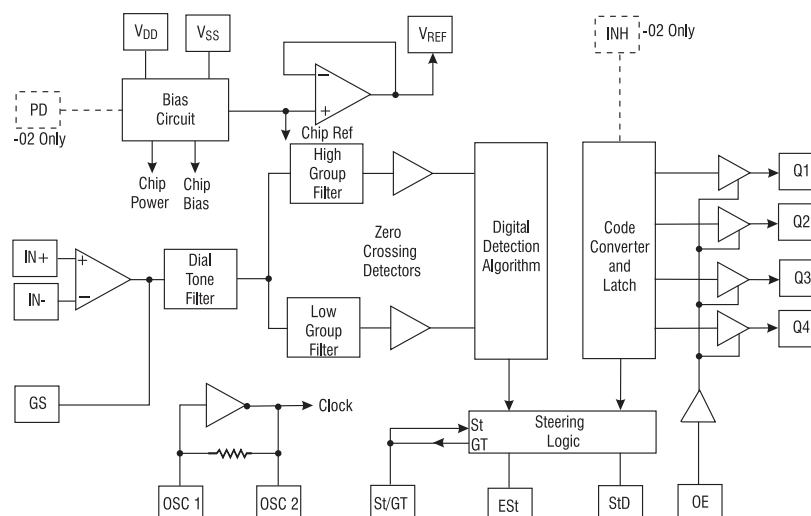 VDD
VSS
VREF
INH
-02 Only
PD
-02 Only
Bias
Circuit
Chip Ref
Chip
Power
Chip
Bias
High
Group
Filter
Q1
Q2
Q3
Q4
Zero
Crossing
Detectors
Digital
Detection
Algorithm
Code
Converter
and
Latch
IN+
IN-
Dial
Tone
Filter
Low
Group
Filter
GS
Clock
St
GT
Steering
Logic
OSC 1
OSC 2
St/GT
ESt
StD
OE
+
−
−
+